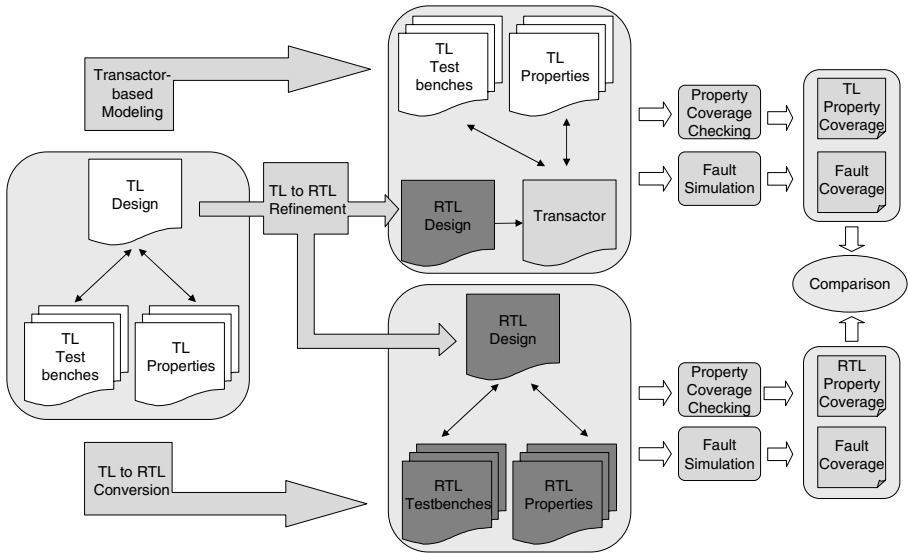 Transactor-
based
Modeling
TL
Design
TL
Test
benches
TL
Properties
TL to RTL
Refinement
TL
Test
benches
TL
Properties
RTL
Design
Transactor
Property
Coverage
Checking
Fault
Simulation
TL
Property
Coverage
Fault
Coverage
Comparison
TL to RTL
Conversion
RTL
Design
RTL
Testbenches
RTL
Properties
Property
Coverage
Checking
Fault
Simulation
RTL
Property
Coverage
Fault
Coverage